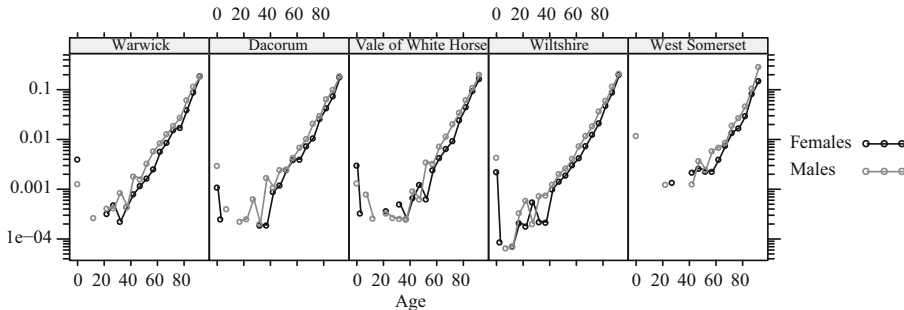 0 20 40 60 80 0 20 40 60 80
Warwick Dacorum Vale of White Horse Wiltshire West Somerset
0.1
0.01
0.001
1e−04
Females
Males
0 20 40 60 80 0 20 40 60 80 0 20 40 60 80
Age